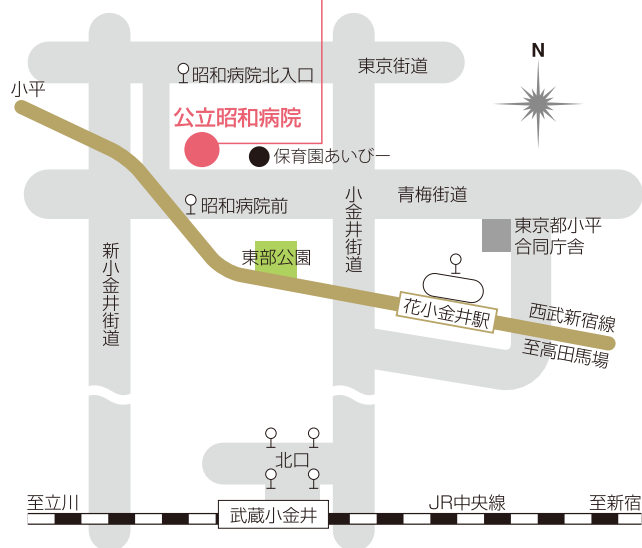 N
昭和病院北入口
東京街道
小平
公立昭和病院
保育園あいびー
昭和病院前
小金井街道
青梅街道
東京都小平
合同庁舎
新小金井街道
東部公園
花小金井駅
西武新宿線
至高田馬場
北口
至立川
武蔵小金井
JR中央線
至新宿